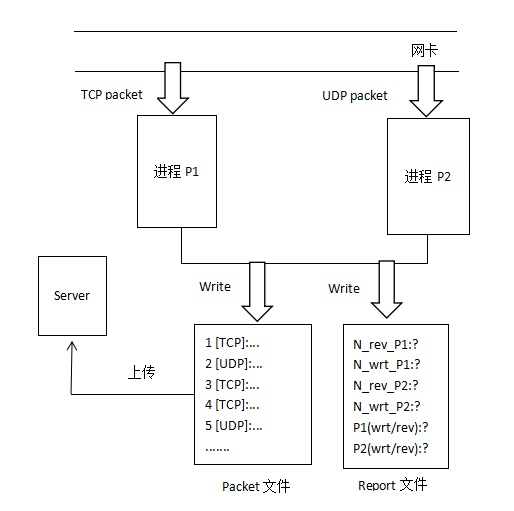 网卡
TCP packet
UDP packet
进程 P1
进程 P2
Write
Write
Server
上传
1 [TCP]:...
2 [UDP]:...
3 [TCP]:...
4 [TCP]:...
5 [UDP]:...
.......
N_rev_P1:?
N_wrt_P1:?
N_rev_P2:?
N_wrt_P2:?
P1(wrt/rev):?
P2(wrt/rev):?
Packet 文件
Report 文件